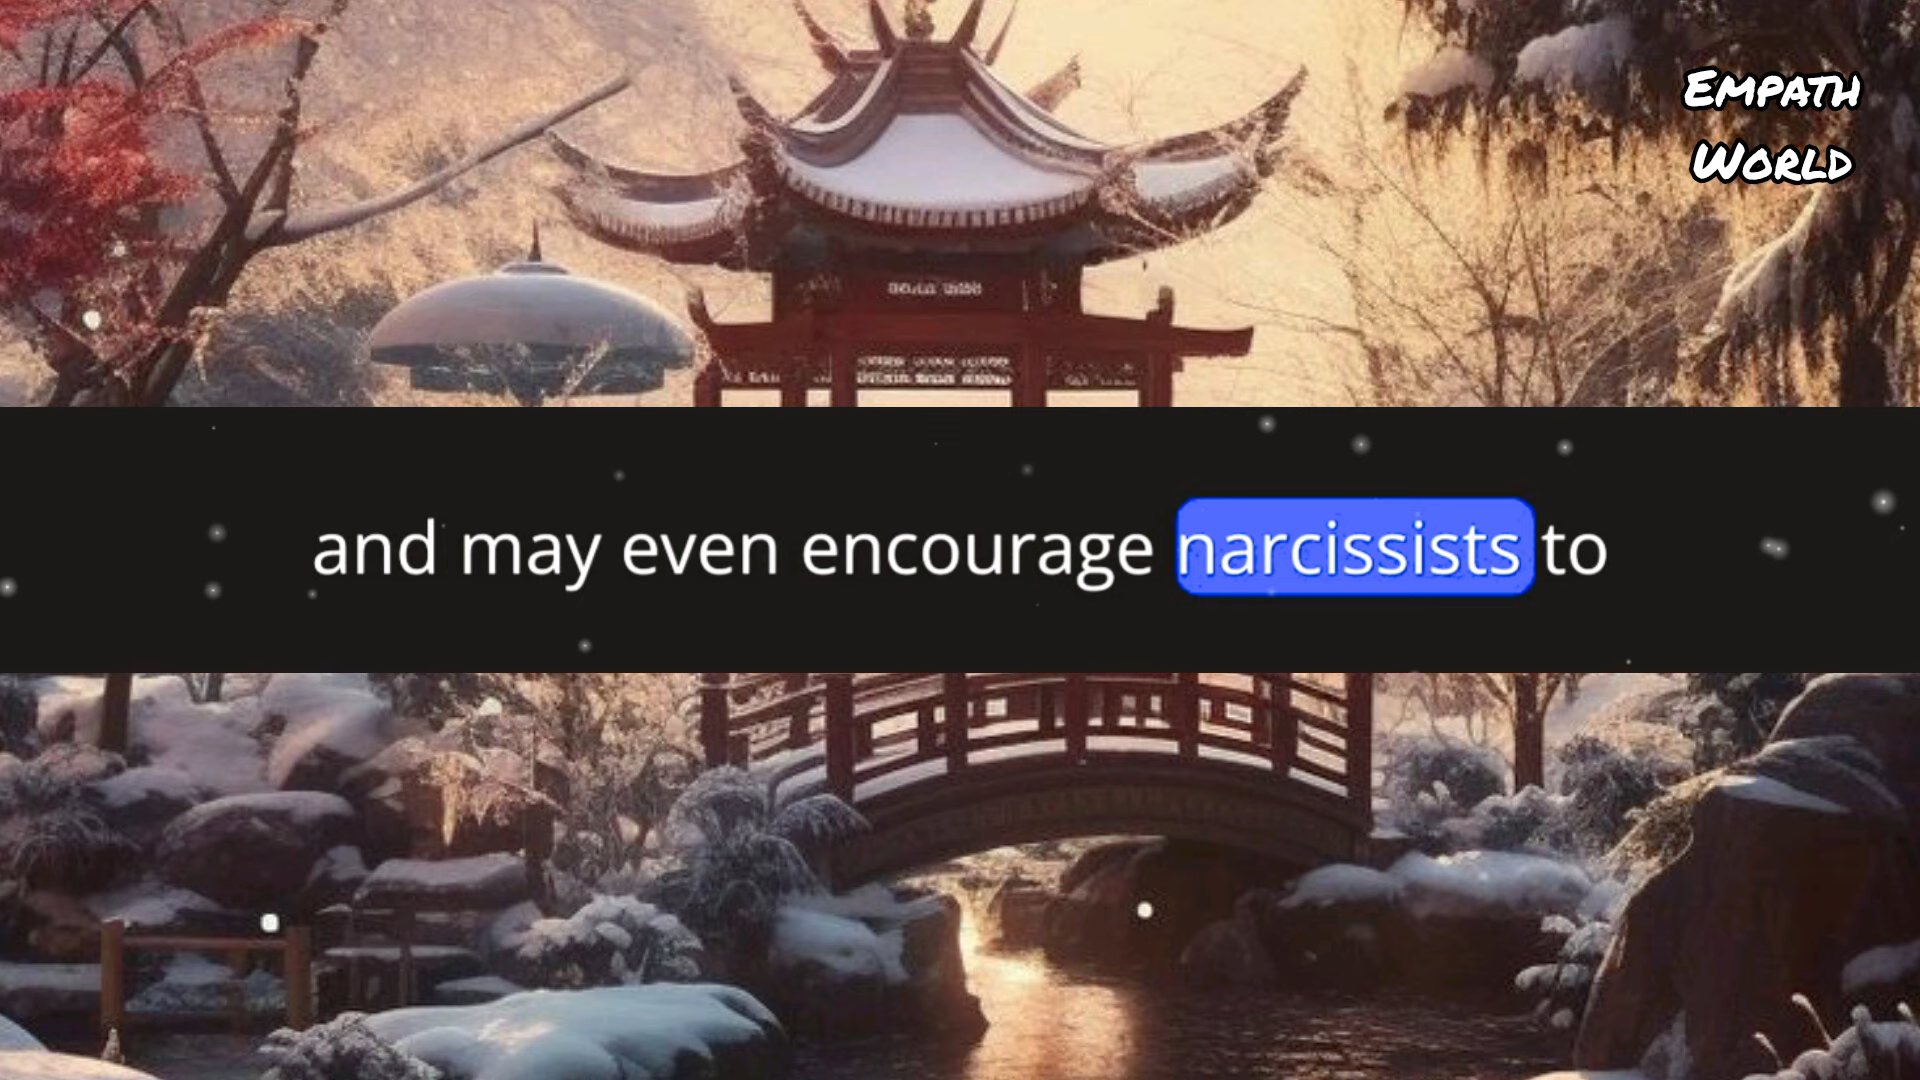 Empath
World
and may even encourage narcissists to